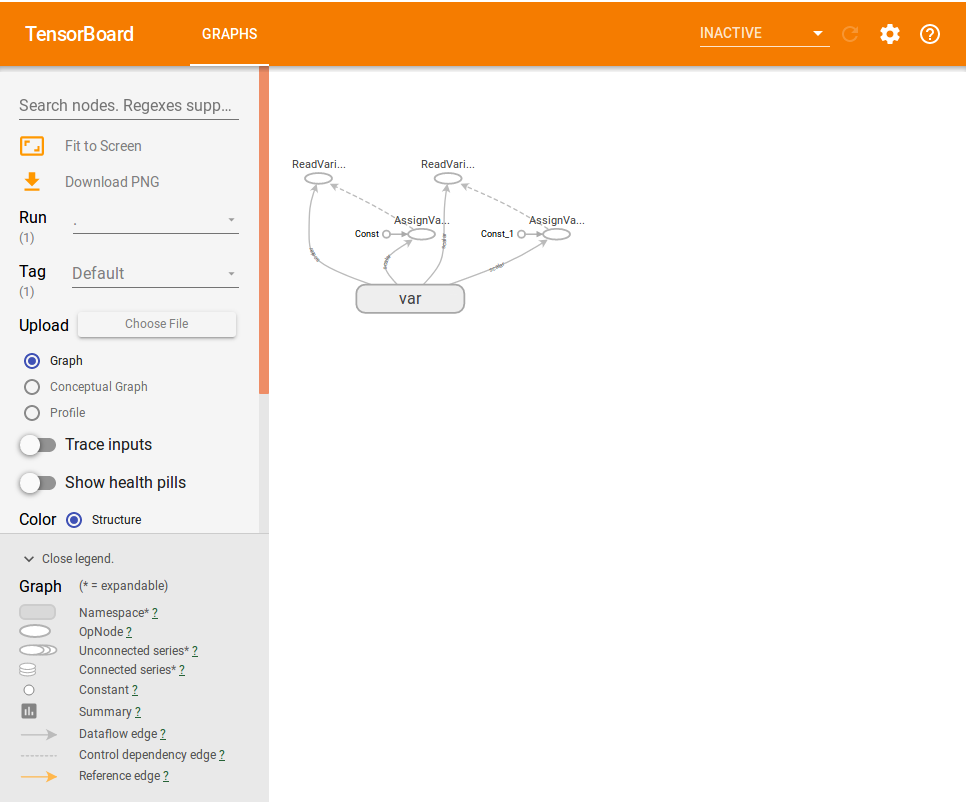 TensorBoard
GRAPHS
INACTIVE
Search nodes. Regexes supp...
Fit to Screen
Download PNG
Run
(1)
.
Tag
(1)
Default
Upload
Choose File
Graph
Conceptual Graph
Profile
Trace inputs
Show health pills
Color
Structure
Close legend.
Graph
(* = expandable)
Namespace* ?
OpNode ?
Unconnected series* ?
Connected series* ?
Constant ?
Summary ?
Dataflow edge ?
Control dependency edge ?
Reference edge ?
ReadVari...
ReadVari...
AssignVa...
AssignVa...
Const
Const_1
var